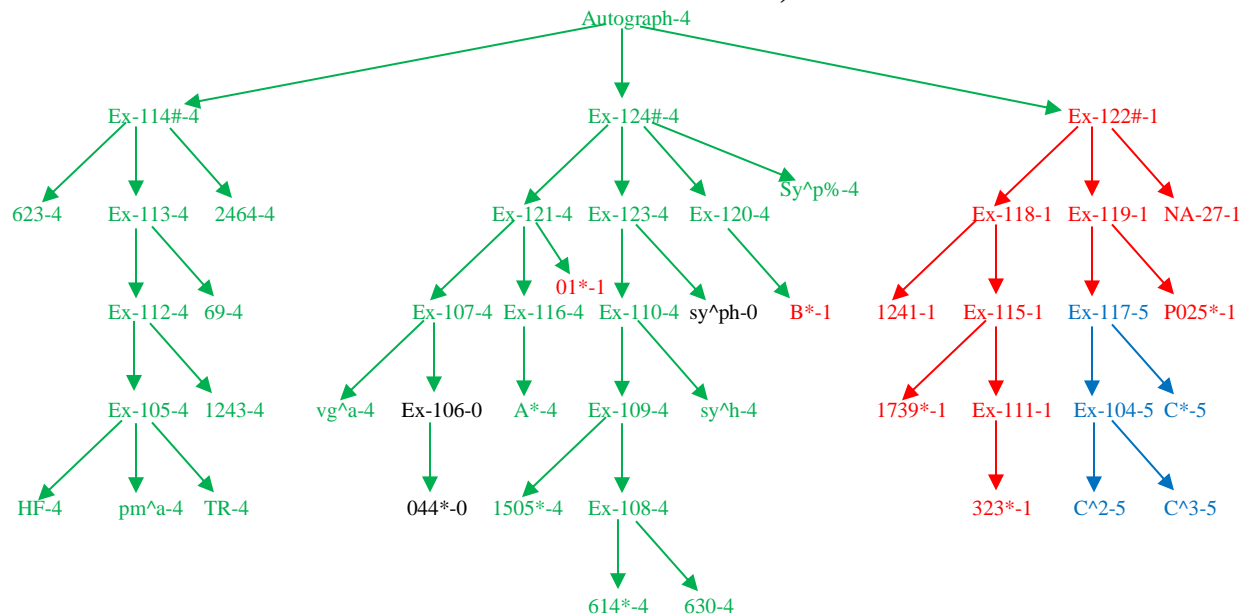 Autograph-4
Ex-114#-4 Ex-124#-4 Ex-122#-1
Sy^p%-4
623-4 Ex-113-4 2464-4 Ex-121-4 Ex-123-4 Ex-120-4 Ex-118-1 Ex-119-1 NA-27-1
01*-1
Ex-112-4 69-4 Ex-107-4 Ex-116-4 Ex-110-4 sy^ph-0 B*-1 1241-1 Ex-115-1 Ex-117-5 P025*-1
Ex-105-4 1243-4 vg^a-4 Ex-106-0 A*-4 Ex-109-4 sy^h-4 1739*-1 Ex-111-1 Ex-104-5 C*-5
HF-4 pm^a-4 TR-4 044*-0 1505*-4 Ex-108-4 323*-1 C^2-5 C^3-5
614*-4 630-4